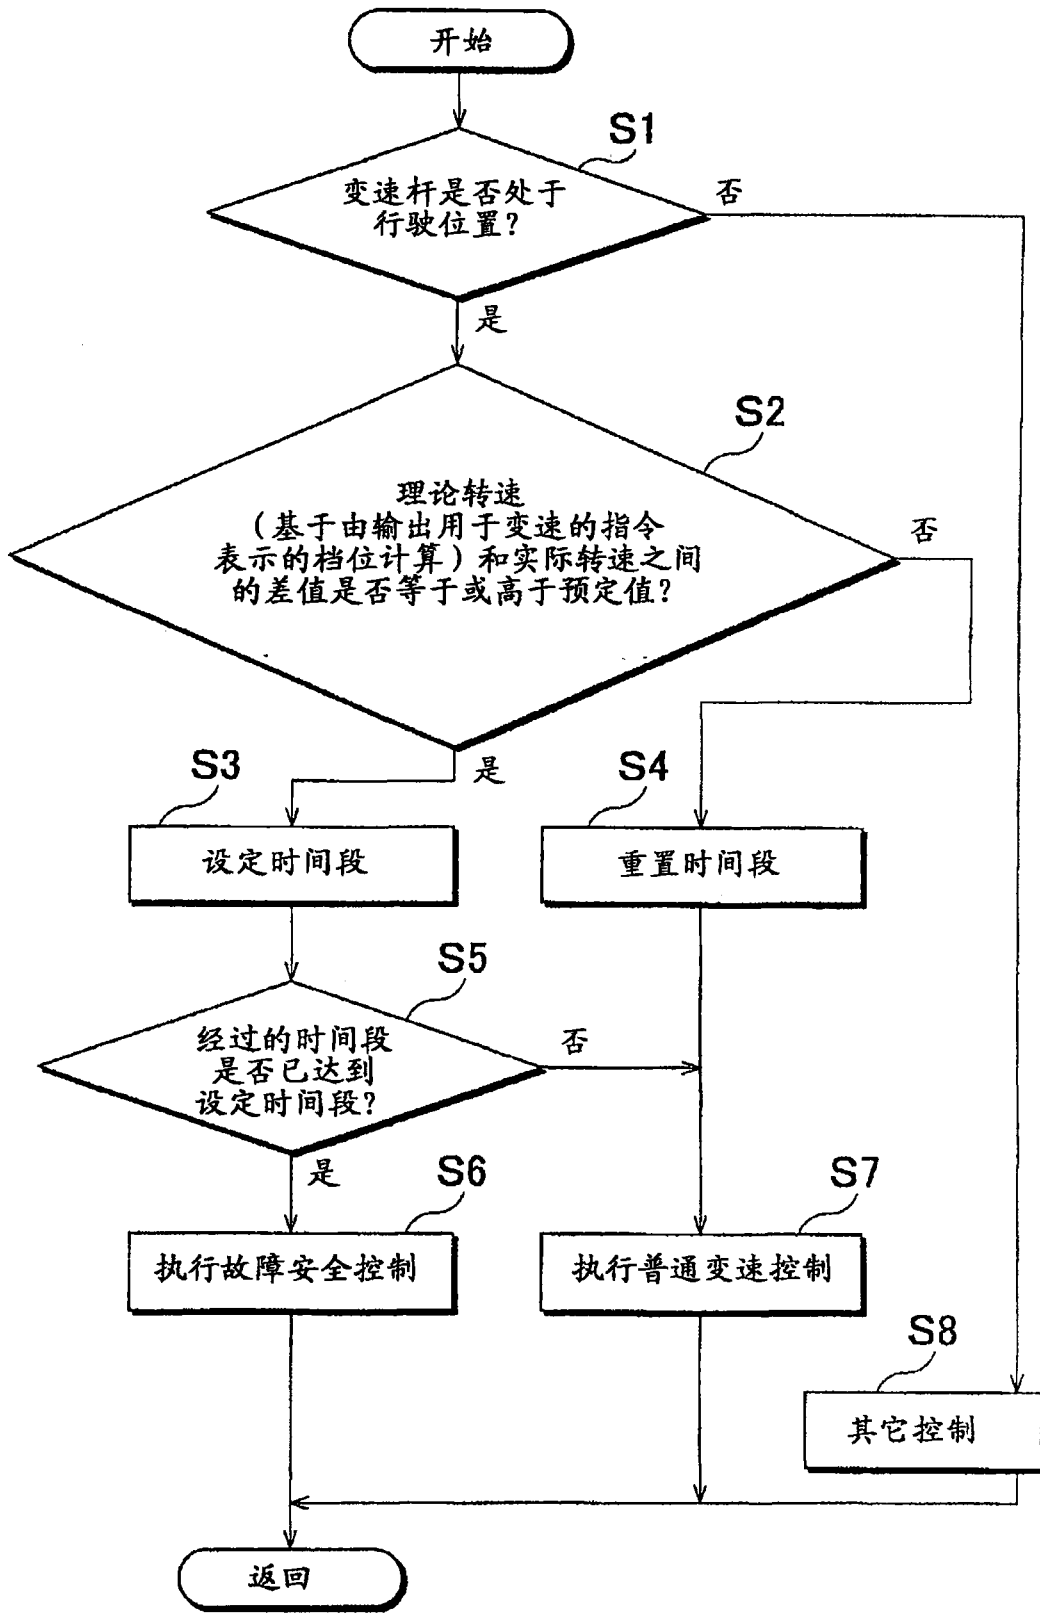 开始
S1
变速杆是否处于
行驶位置?
否
是
S2
理论转速
(基于由输出用于变速的指令
表示的档位计算)和实际转速之间
的差值是否等于或高于预定值?
否
是
S3
设定时间段
S4
重置时间段
S5
经过的时间段
是否已达到
设定时间段?
否
是
S6
执行故障安全控制
S7
执行普通变速控制
S8
其它控制
返回